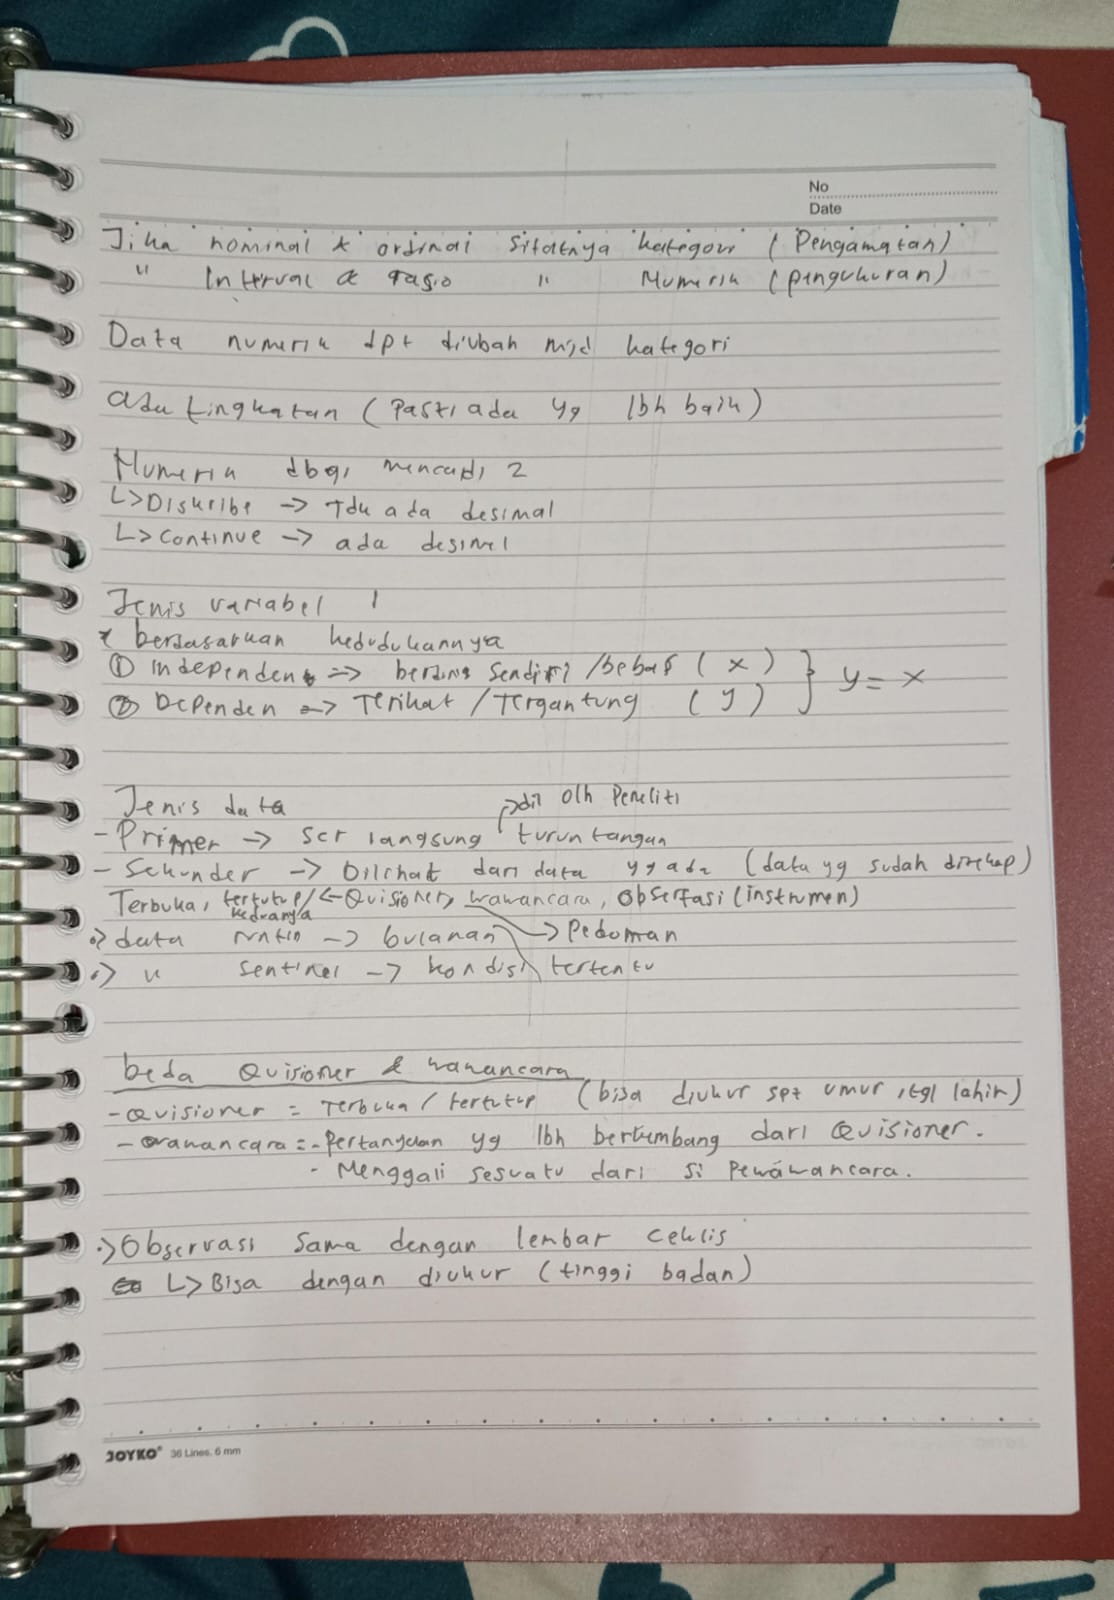 No
Date
Jika nominal & ordinal sifatnya kategori (Pengamatan)
" Interval & rasio " Numerik (pengukuran)
Data numerik dpt diubah mjd kategori
ada tingkatan (Pasti ada yg lbh baik)
Numerik dbgi mencadi 2
L> Diskribe -> tdk ada desimal
L> continue -> ada desimel
Jenis variabel
* berdasarkan kedudukannya
① independen => berdiri sendiri /bebas (x) } y = x
② Dependen => Terikat / Tergantung (y)
Jenis data
->dil olh Peneliti
- Primer -> scr langsung turun tangan
- Sekunder -> Dilihat dari data yg ada (data yg sudah direkap)
Terbuka, tertutup/ <- Quisioner, wawancara, Obserfasi (instrumen)
keduanya
:> data rutin -> bulanan -> Pedoman
:> " sentinel -> kondisi tertentu
beda Quisioner & wawancara
- Quisioner = Terbuka / tertutup (bisa diukur spt umur, tgl lahir)
- wawancara = - Pertanyaan yg lbh berkembang dari Quisioner.
- Menggali sesuatu dari si Pewawancara.
:> Observasi sama dengan lembar ceklis
L> Bisa dengan diukur (tinggi badan)
JOYKO® 36 Lines, 6 mm